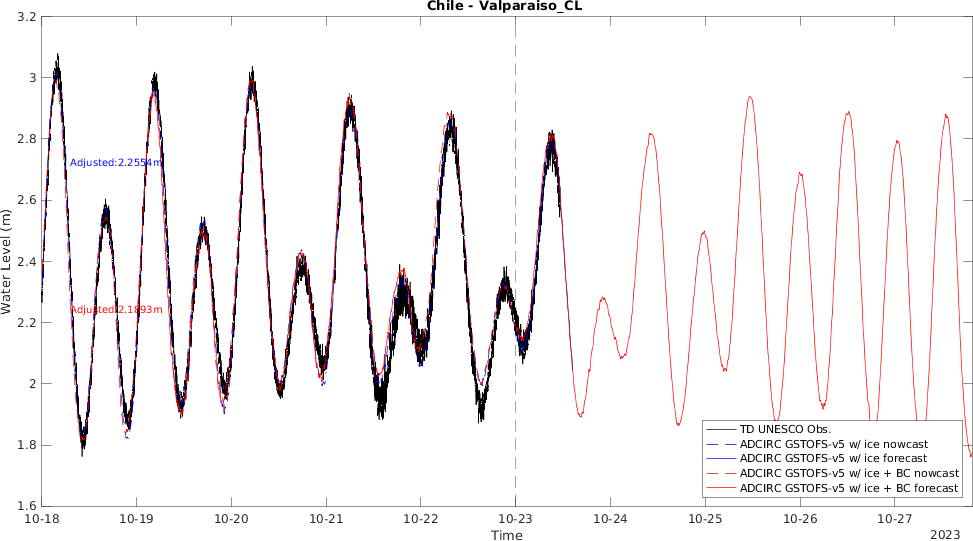 Chile - Valparaiso_CL
3.2
3
2.8
2.6
2.4
2.2
2
1.8
1.6
Water Level (m)
Adjusted:2.2554m
Adjusted:2.1893m
TD UNESCO Obs.
ADCIRC GSTOFS-v5 w/ ice nowcast
ADCIRC GSTOFS-v5 w/ ice forecast
ADCIRC GSTOFS-v5 w/ ice + BC nowcast
ADCIRC GSTOFS-v5 w/ ice + BC forecast
10-18 10-19 10-20 10-21 10-22 10-23 10-24 10-25 10-26 10-27
Time
2023